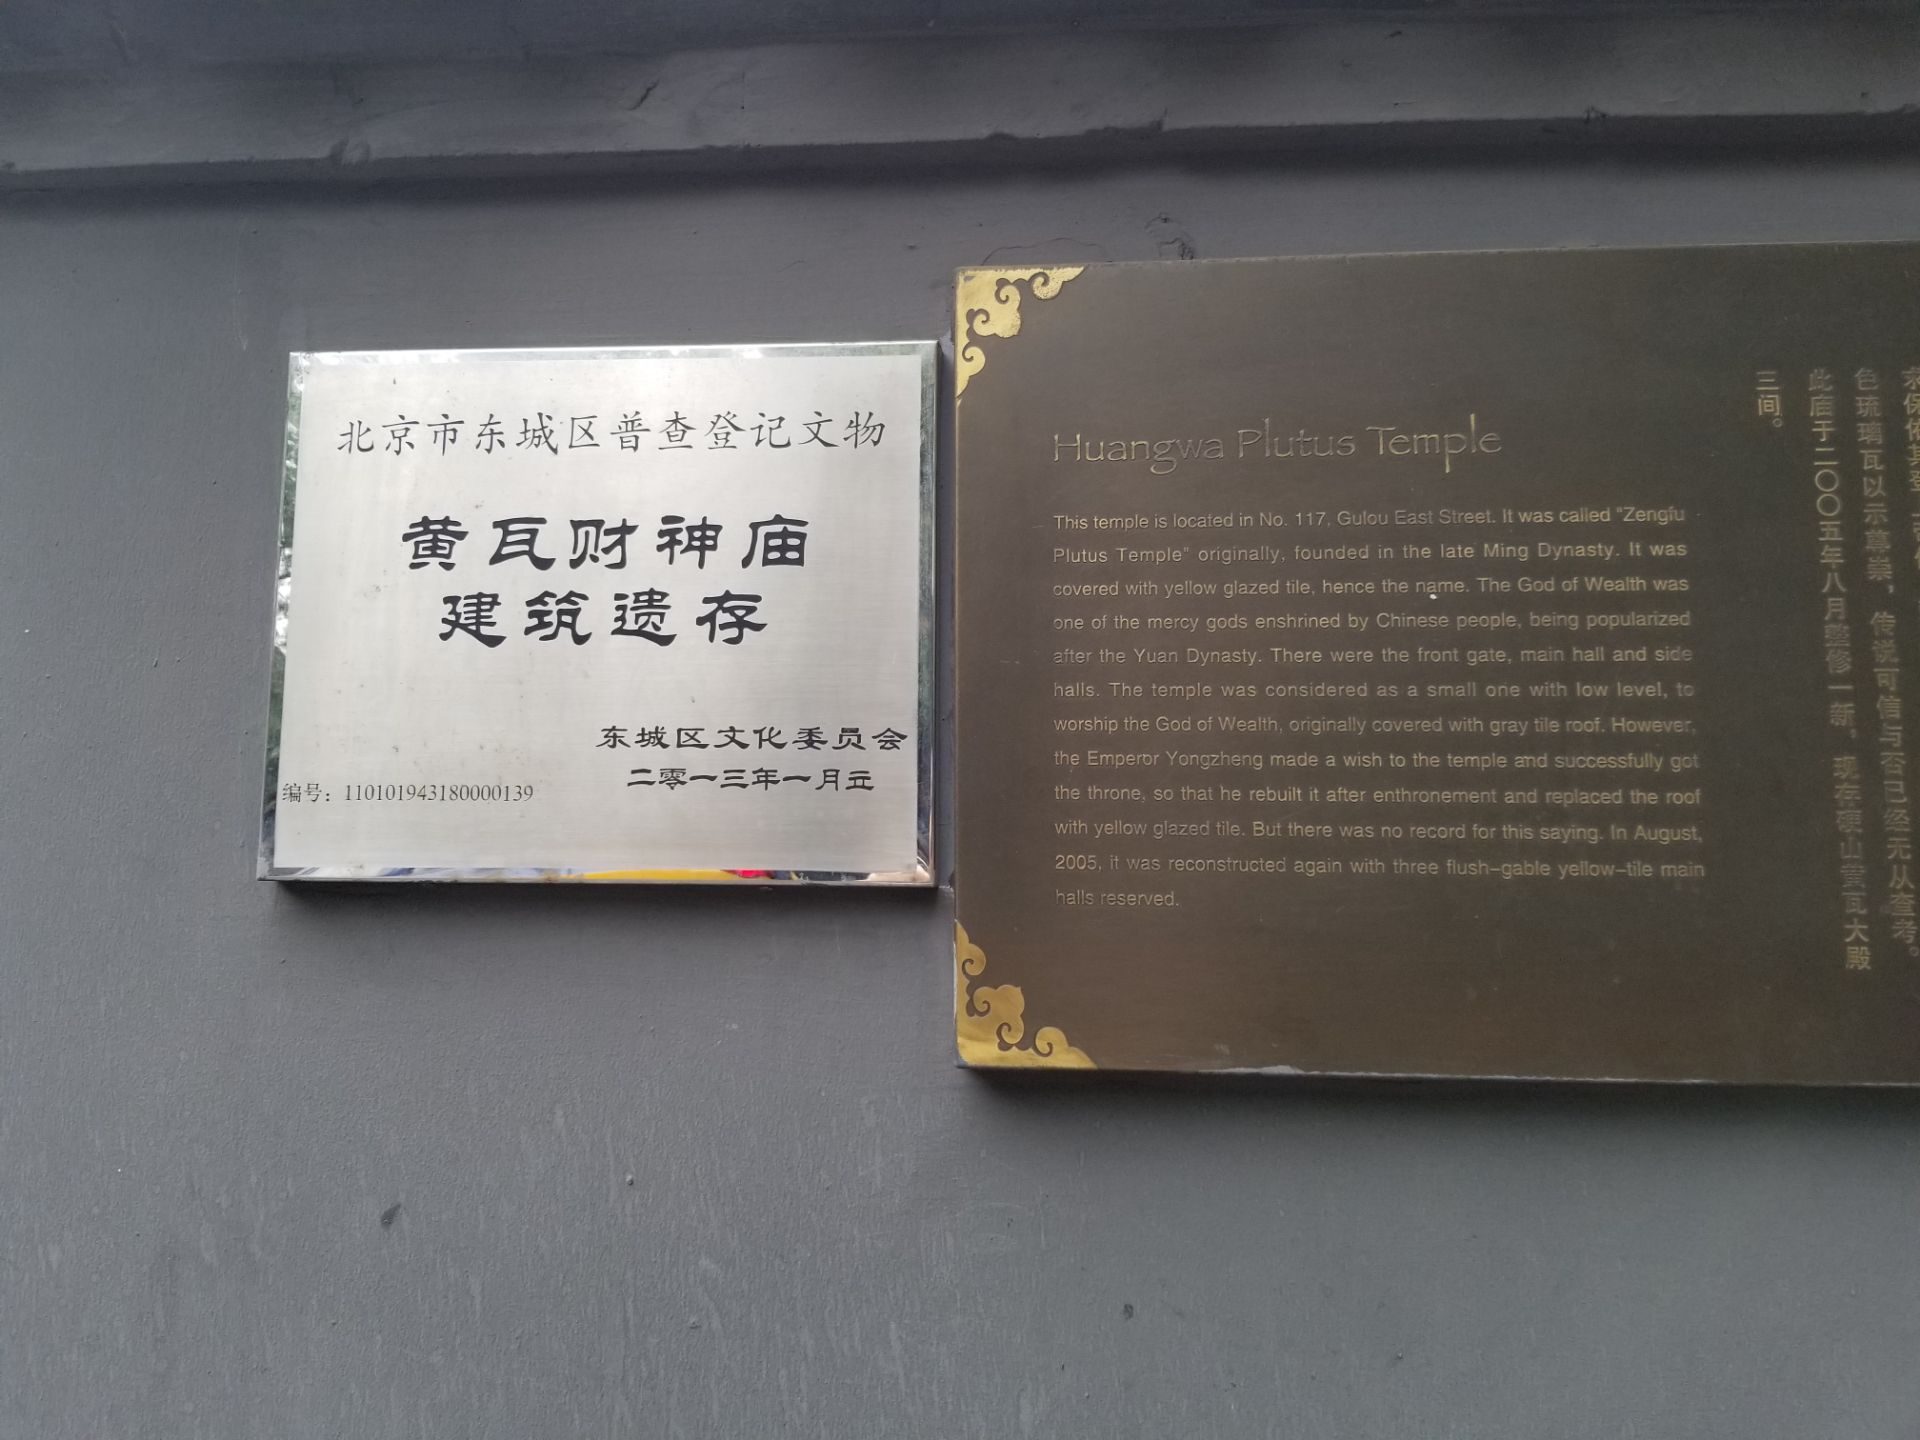 北京市东城区普查登记文物
黄瓦财神庙
建筑遗存
东城区文化委员会
二零一三年一月立
编号：110101943180000139
Huangwa Plutus Temple
This temple is located in No. 117, Gulou East Street. It was called "Zengfu
Plutus Temple" originally, founded in the late Ming Dynasty. It was
covered with yellow glazed tile, hence the name. The God of Wealth was
one of the mercy gods enshrined by Chinese people, being popularized
after the Yuan Dynasty. There were the front gate, main hall and side
halls. The temple was considered as a small one with low level, to
worship the God of Wealth, originally covered with gray tile roof. However,
the Emperor Yongzheng made a wish to the temple and successfully got
the throne, so that he rebuilt it after enthronement and replaced the roof
with yellow glazed tile. But there was no record for this saying. In August,
2005, it was reconstructed again with three flush-gable yellow-tile main
halls reserved.
色琉璃瓦以示尊崇，传说可信与否已经无从查考。
此庙于二〇〇五年八月整修一新。现存硬山黄瓦大殿
三间。